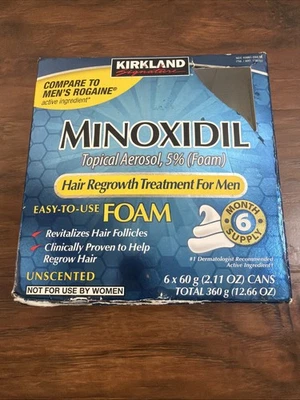 KIRKLAND
Signature
COMPARE TO
MEN'S ROGAINE®
active ingredient*
MINOXIDIL
Topical Aerosol, 5% (Foam)
Hair Regrowth Treatment For Men
EASY-TO-USE FOAM
Revitalizes Hair Follicles
Clinically Proven to Help
Regrow Hair
MONTH
6
SUPPLY
#1 Dermatologist Recommended
Active Ingredient†
UNSCENTED
6 x 60 g (2.11 OZ) CANS
NOT FOR USE BY WOMEN
TOTAL 360 g (12.66 OZ)